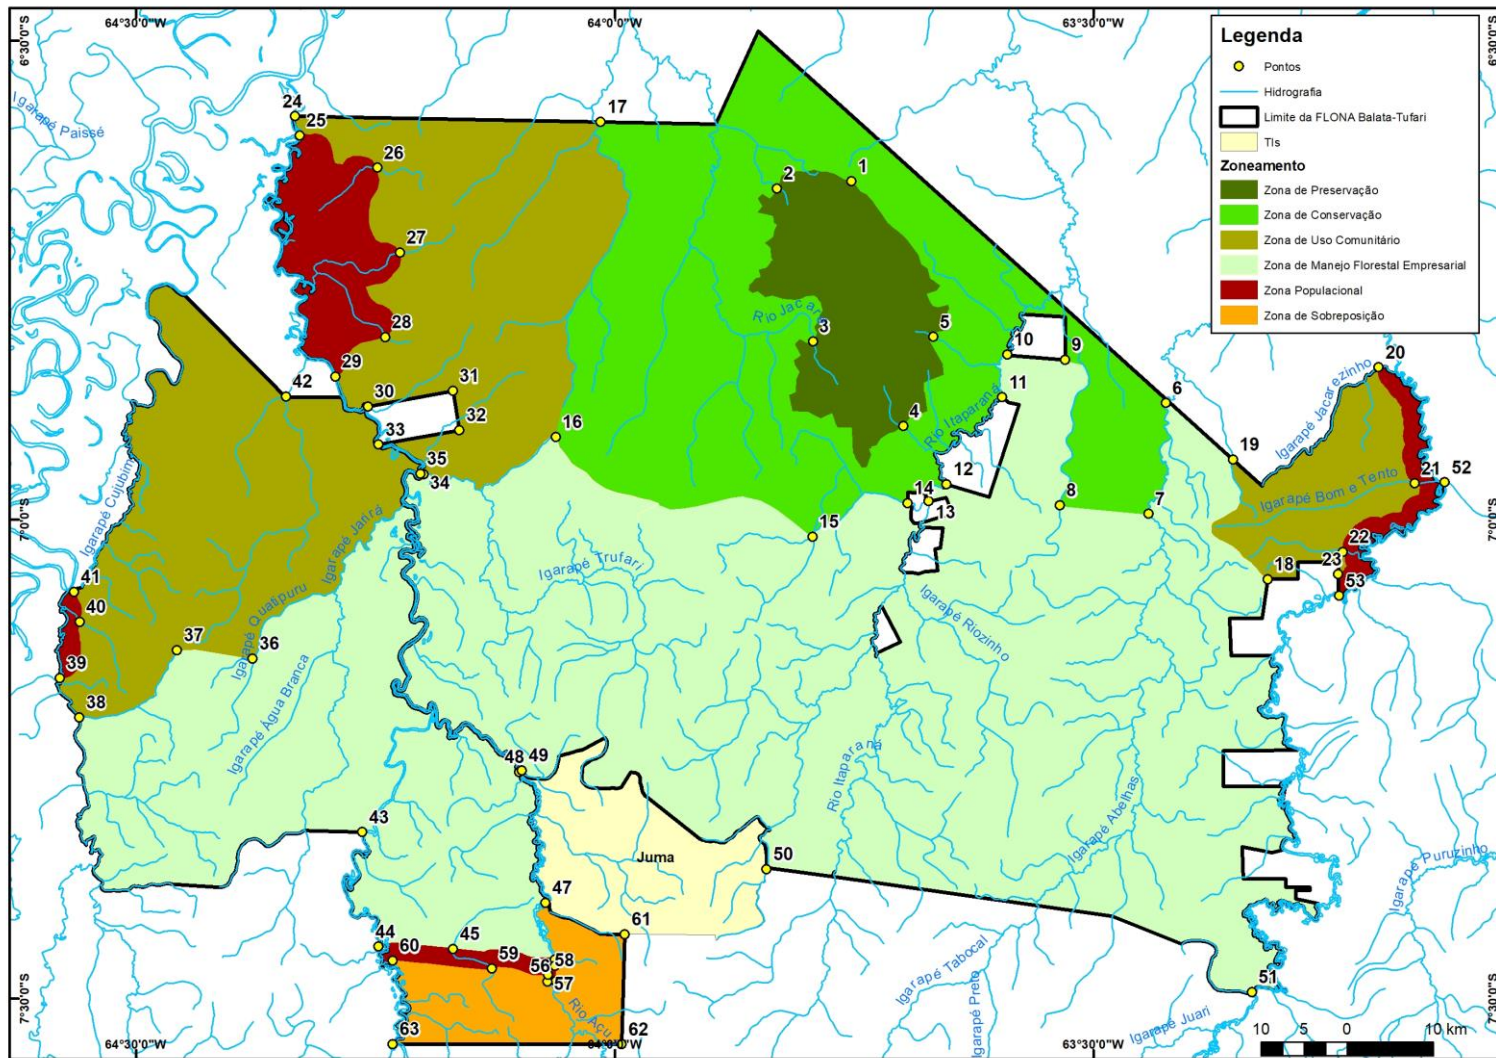 64°30'0"W 64°0'0"W 63°30'0"W
6°30'0"S 6°30'0"S
Legenda
Pontos
Hidrografia
Limite da FLONA Balata-Tufari
TIs
Zoneamento
Zona de Preservação
Zona de Conservação
Zona de Uso Comunitário
Zona de Manejo Florestal Empresarial
Zona Populacional
Zona de Sobreposição
Igarapé Paissé
24
25
17
26
1
2
27
Rio Jacaré
28
3
5
10
9
29
42
30
31
32
33
11
6
20
Igarapé Jacarezinho
16
4
Rio Itaparaná
19
35
34
12
14
13
8
7
15
21
52
Igarapé Bom e Tento
7°0'0"S 7°0'0"S
22
23
18
53
Igarapé Cujubim
Igarapé Jarirá
Igarapé Trufari
41
40
Igarapé Quatipuru
Igarapé Riozinho
37
36
39
38
Igarapé Água Branca
48
49
Rio Itaparaná
Igarapé Abelhas
43
Juma
50
Igarapé Puruzinho
47
61
44
45
60
59
58
56
57
Rio Açu
Igarapé Tabocal
Igarapé Preto
51
Igarapé Juari
63
62
7°30'0"S 7°30'0"S
10 5 0 10 km
64°30'0"W 64°0'0"W 63°30'0"W